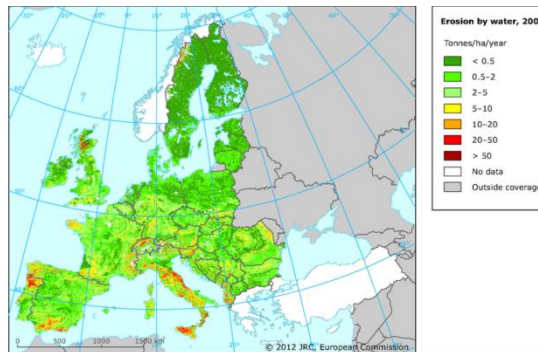 Erosion by water, 200
Tonnes/ha/year
< 0.5
0.5–2
2–5
5–10
10–20
20–50
> 50
No data
Outside coverage
0 500 1000 1500 km
© 2012 JRC, European Commission